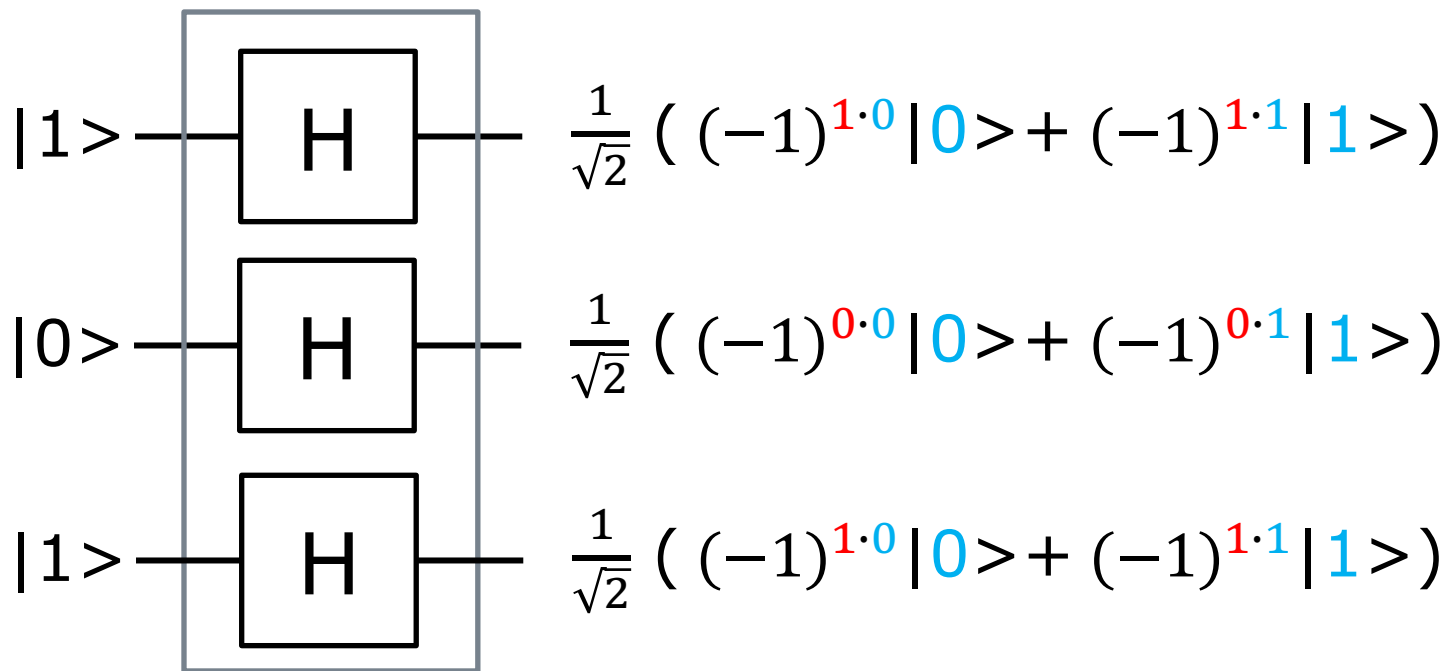 |1> H 1/√2 ( (−1)^{1·0} |0> + (−1)^{1·1} |1> )
|0> H 1/√2 ( (−1)^{0·0} |0> + (−1)^{0·1} |1> )
|1> H 1/√2 ( (−1)^{1·0} |0> + (−1)^{1·1} |1> )